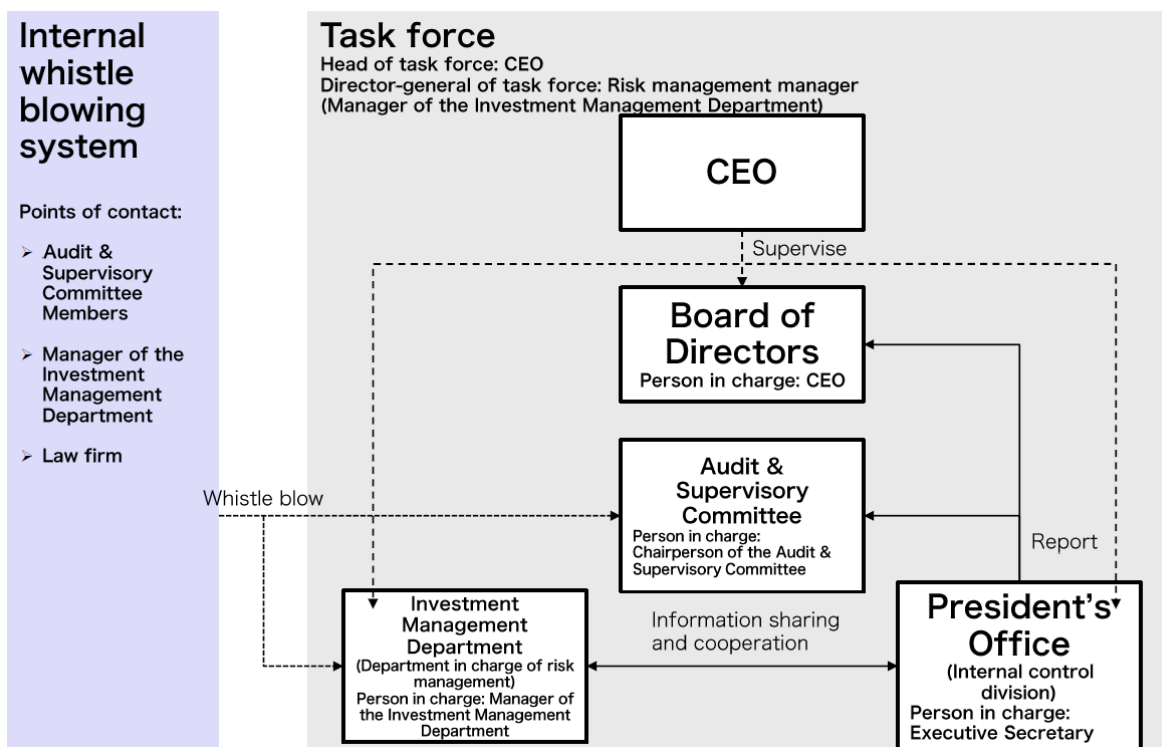 Internal
whistle
blowing
system
Points of contact:
➢ Audit &
Supervisory
Committee
Members
➢ Manager of the
Investment
Management
Department
➢ Law firm
Task force
Head of task force: CEO
Director-general of task force: Risk management manager
(Manager of the Investment Management Department)
CEO
Supervise
Board of
Directors
Person in charge: CEO
Audit &
Supervisory
Committee
Person in charge:
Chairperson of the Audit &
Supervisory Committee
Whistle blow
Report
Investment
Management
Department
(Department in charge of risk
management)
Person in charge: Manager of
the Investment Management
Department
Information sharing
and cooperation
President's
Office
(Internal control
division)
Person in charge:
Executive Secretary